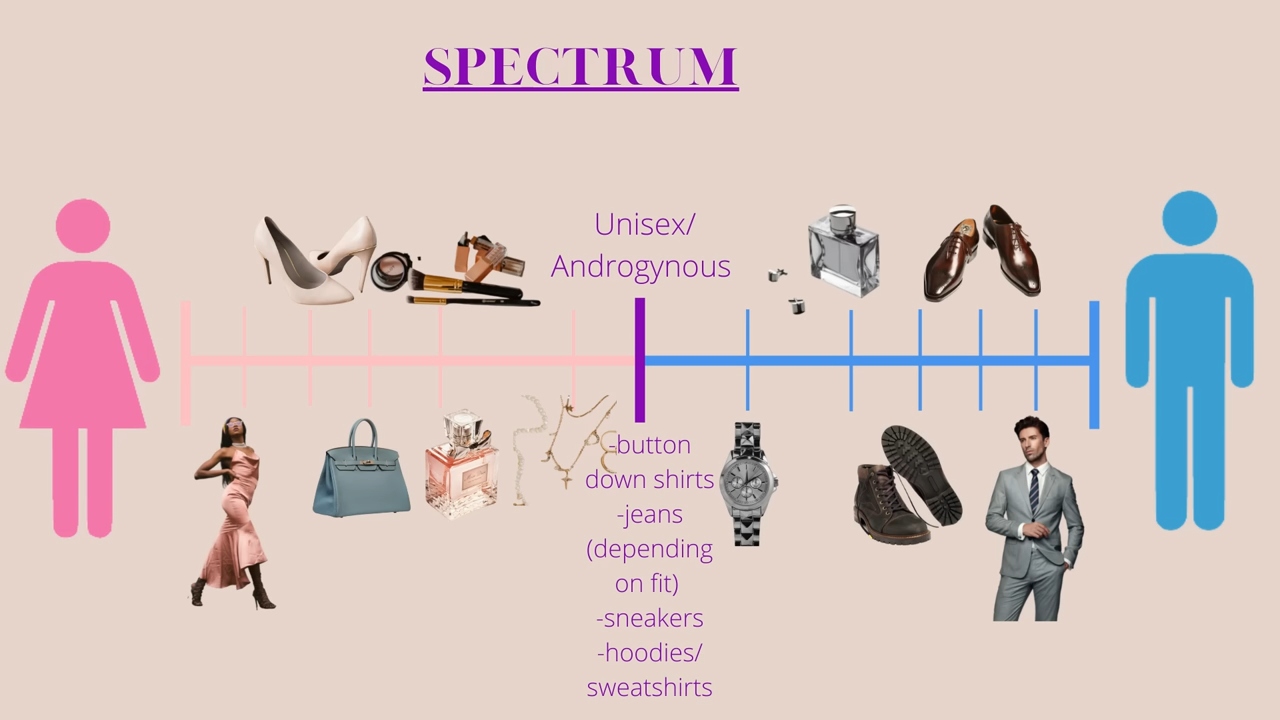 SPECTRUM
Unisex/
Androgynous
-button
down shirts
-jeans
(depending
on fit)
-sneakers
-hoodies/
sweatshirts